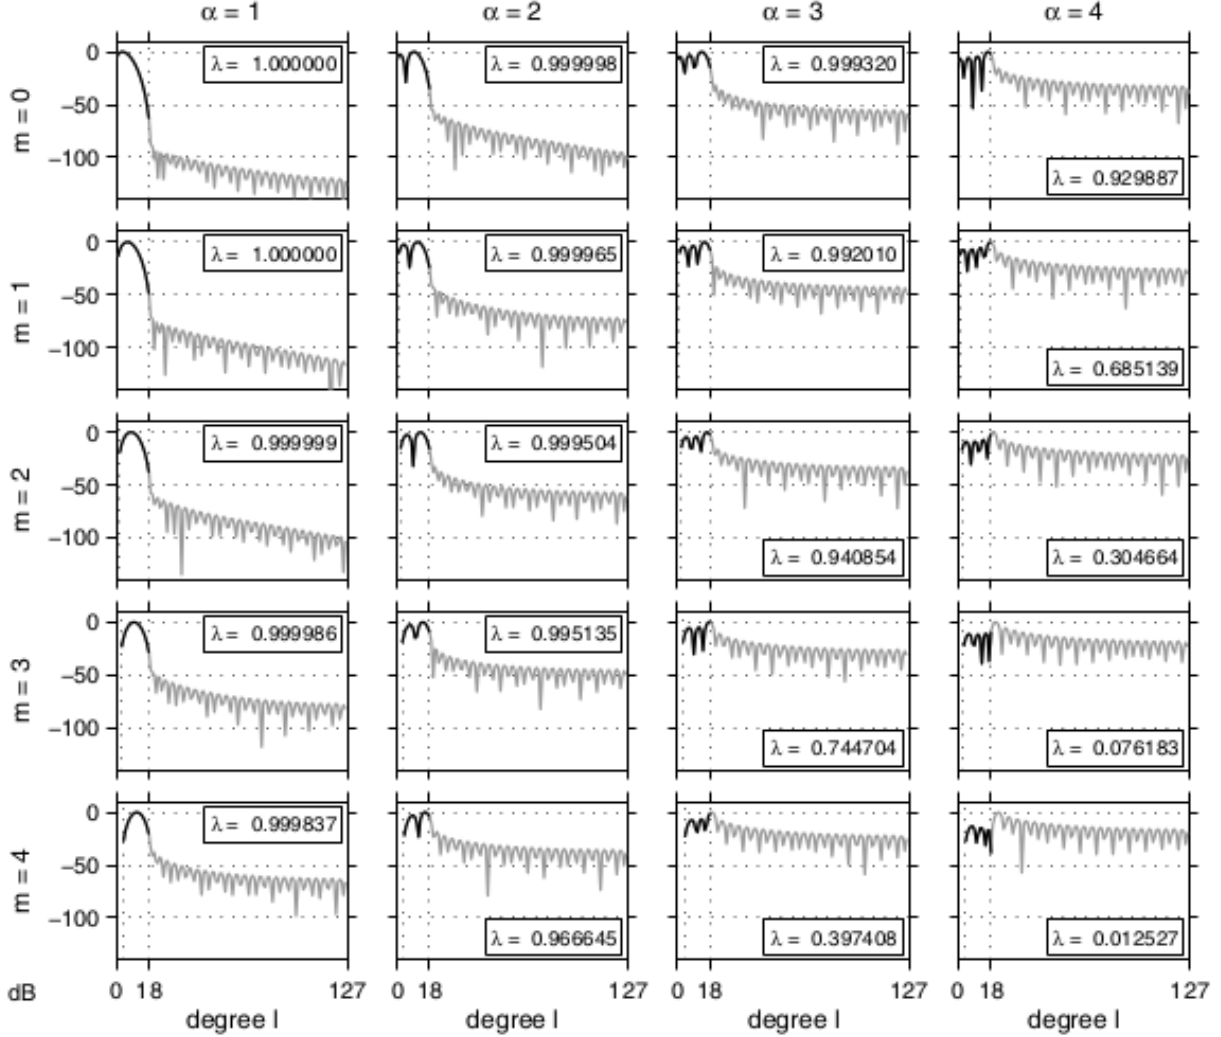 α = 1 α = 2 α = 3 α = 4
m = 0
0
−50
−100
λ = 1.000000
λ = 0.999998
λ = 0.999320
λ = 0.929887
m = 1
0
−50
−100
λ = 1.000000
λ = 0.999965
λ = 0.992010
λ = 0.685139
m = 2
0
−50
−100
λ = 0.999999
λ = 0.999504
λ = 0.940854
λ = 0.304664
m = 3
0
−50
−100
λ = 0.999986
λ = 0.995135
λ = 0.744704
λ = 0.076183
m = 4
0
−50
−100
λ = 0.999837
λ = 0.966645
λ = 0.397408
λ = 0.012527
dB 0 18 127 0 18 127 0 18 127 0 18 127
degree l degree l degree l degree l